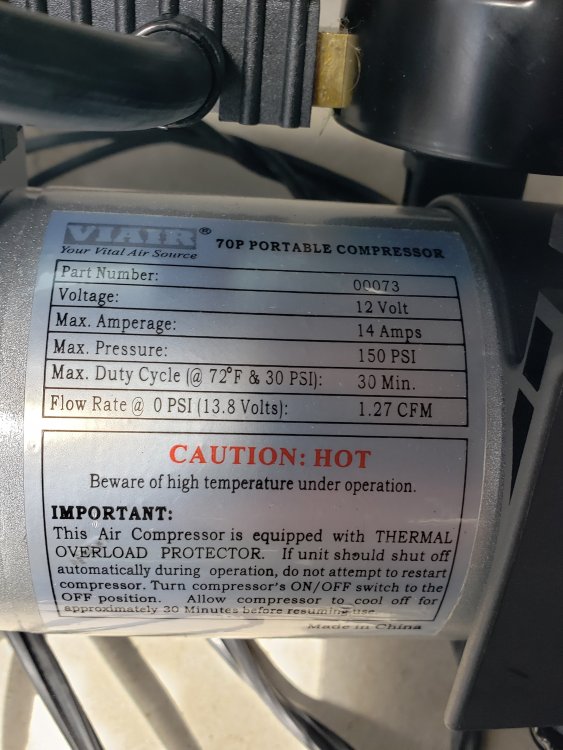 VIAIR® 70P PORTABLE COMPRESSOR
Your Vital Air Source
Part Number: 00073
Voltage: 12 Volt
Max. Amperage: 14 Amps
Max. Pressure: 150 PSI
Max. Duty Cycle (@ 72°F & 30 PSI): 30 Min.
Flow Rate @ 0 PSI (13.8 Volts): 1.27 CFM
CAUTION: HOT
Beware of high temperature under operation.
IMPORTANT:
This Air Compressor is equipped with THERMAL
OVERLOAD PROTECTOR. If unit should shut off
automatically during operation, do not attempt to restart
compressor. Turn compressor's ON/OFF switch to the
OFF position. Allow compressor to cool off for
approximately 30 Minutes before resuming use.
Made in China